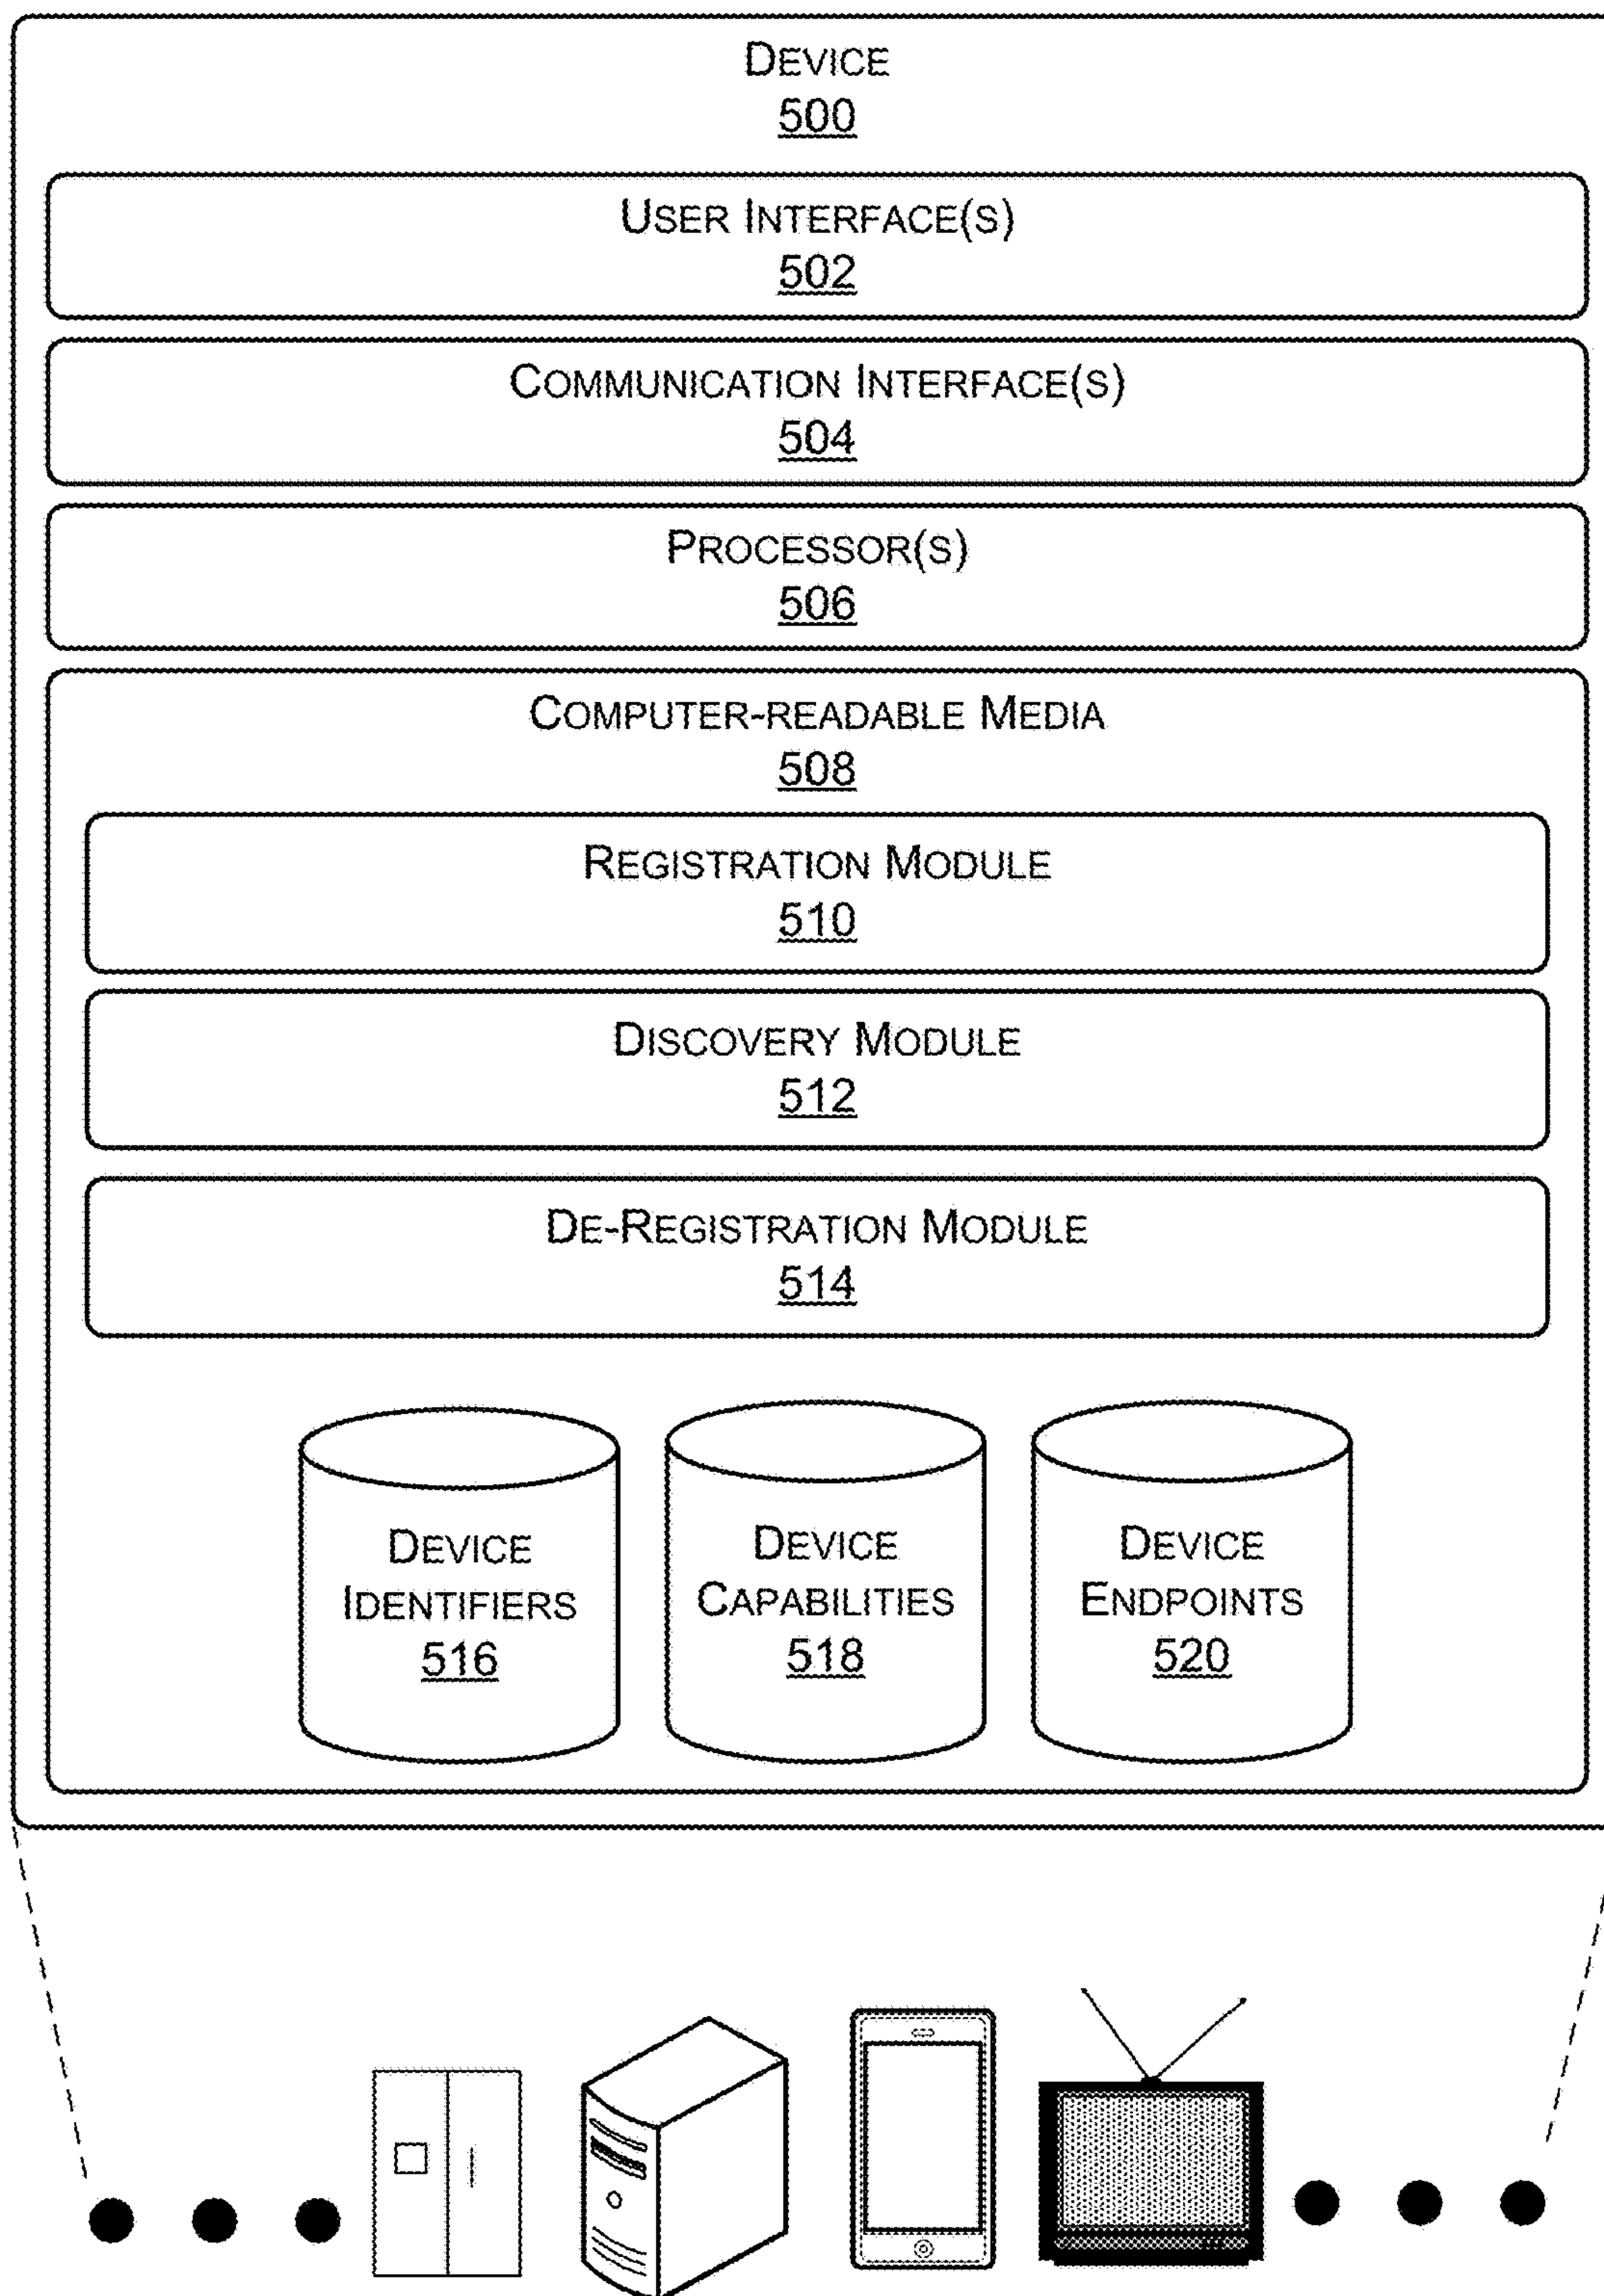 DEVICE
500
USER INTERFACE(S)
502
COMMUNICATION INTERFACE(S)
504
PROCESSOR(S)
506
COMPUTER-READABLE MEDIA
508
REGISTRATION MODULE
510
DISCOVERY MODULE
512
DE-REGISTRATION MODULE
514
DEVICE
IDENTIFIERS
516
DEVICE
CAPABILITIES
518
DEVICE
ENDPOINTS
520